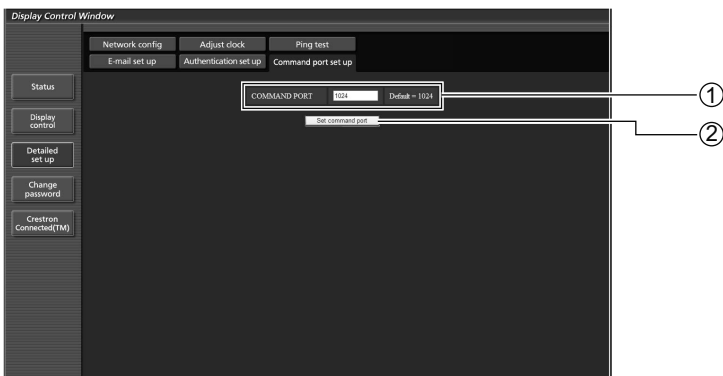 Display Control Window
Network config Adjust clock Ping test
E-mail set up Authentication set up Command port set up
Status
COMMAND PORT 1024 Default = 1024
①
Set command port
②
Display
control
Detailed
set up
Change
password
Crestron
Connected(TM)